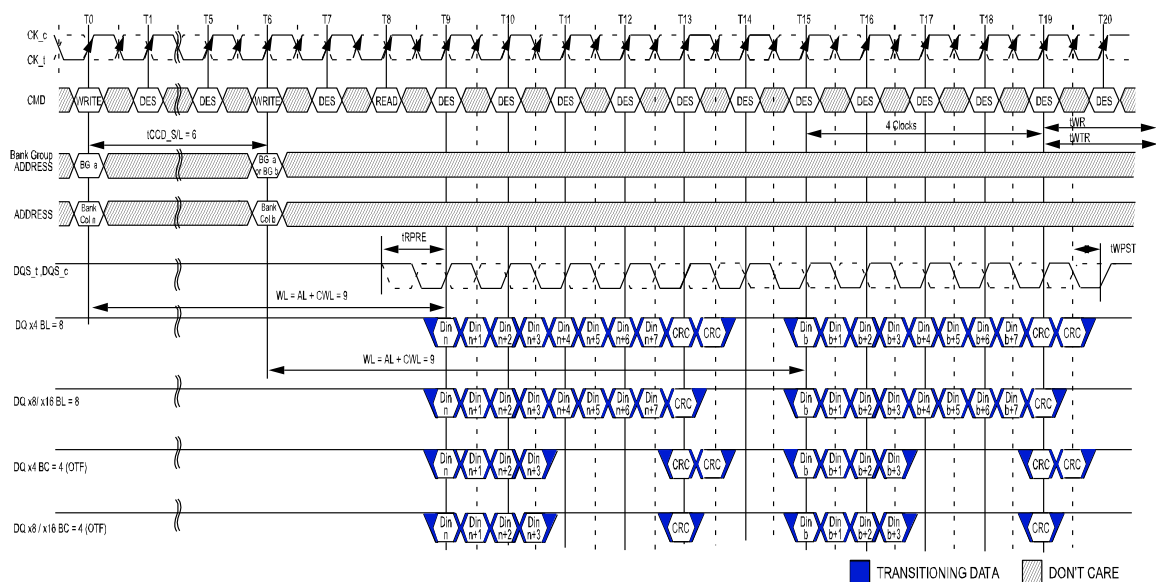 T0 T1 T5 T6 T7 T8 T9 T10 T11 T12 T13 T14 T15 T16 T17 T18 T19 T20
CK_c
CK_t
CMD WRITE DES DES WRITE DES READ DES DES DES DES DES DES DES DES DES DES DES DES
4 Clocks tWR
tCCD_S/L = 6 tWTR
Bank Group
ADDRESS BG a BG a
or BG b
ADDRESS Bank
Col n Bank
Col b
tRPRE tWPST
DQS_t ,DQS_c
WL = AL + CWL = 9
DQ x4 BL = 8 Din
n Din
n+1 Din
n+2 Din
n+3 Din
n+4 Din
n+5 Din
n+6 Din
n+7 CRC CRC Din
b Din
b+1 Din
b+2 Din
b+3 Din
b+4 Din
b+5 Din
b+6 Din
b+7 CRC CRC
WL = AL + CWL = 9
DQ x8/ x16 BL = 8 Din
n Din
n+1 Din
n+2 Din
n+3 Din
n+4 Din
n+5 Din
n+6 Din
n+7 CRC Din
b Din
b+1 Din
b+2 Din
b+3 Din
b+4 Din
b+5 Din
b+6 Din
b+7 CRC
DQ x4 BC = 4 (OTF) Din
n Din
n+1 Din
n+2 Din
n+3 CRC CRC Din
b Din
b+1 Din
b+2 Din
b+3 CRC CRC
DQ x8 / x16 BC = 4 (OTF) Din
n Din
n+1 Din
n+2 Din
n+3 CRC Din
b Din
b+1 Din
b+2 Din
b+3 CRC
TRANSITIONING DATA DON'T CARE